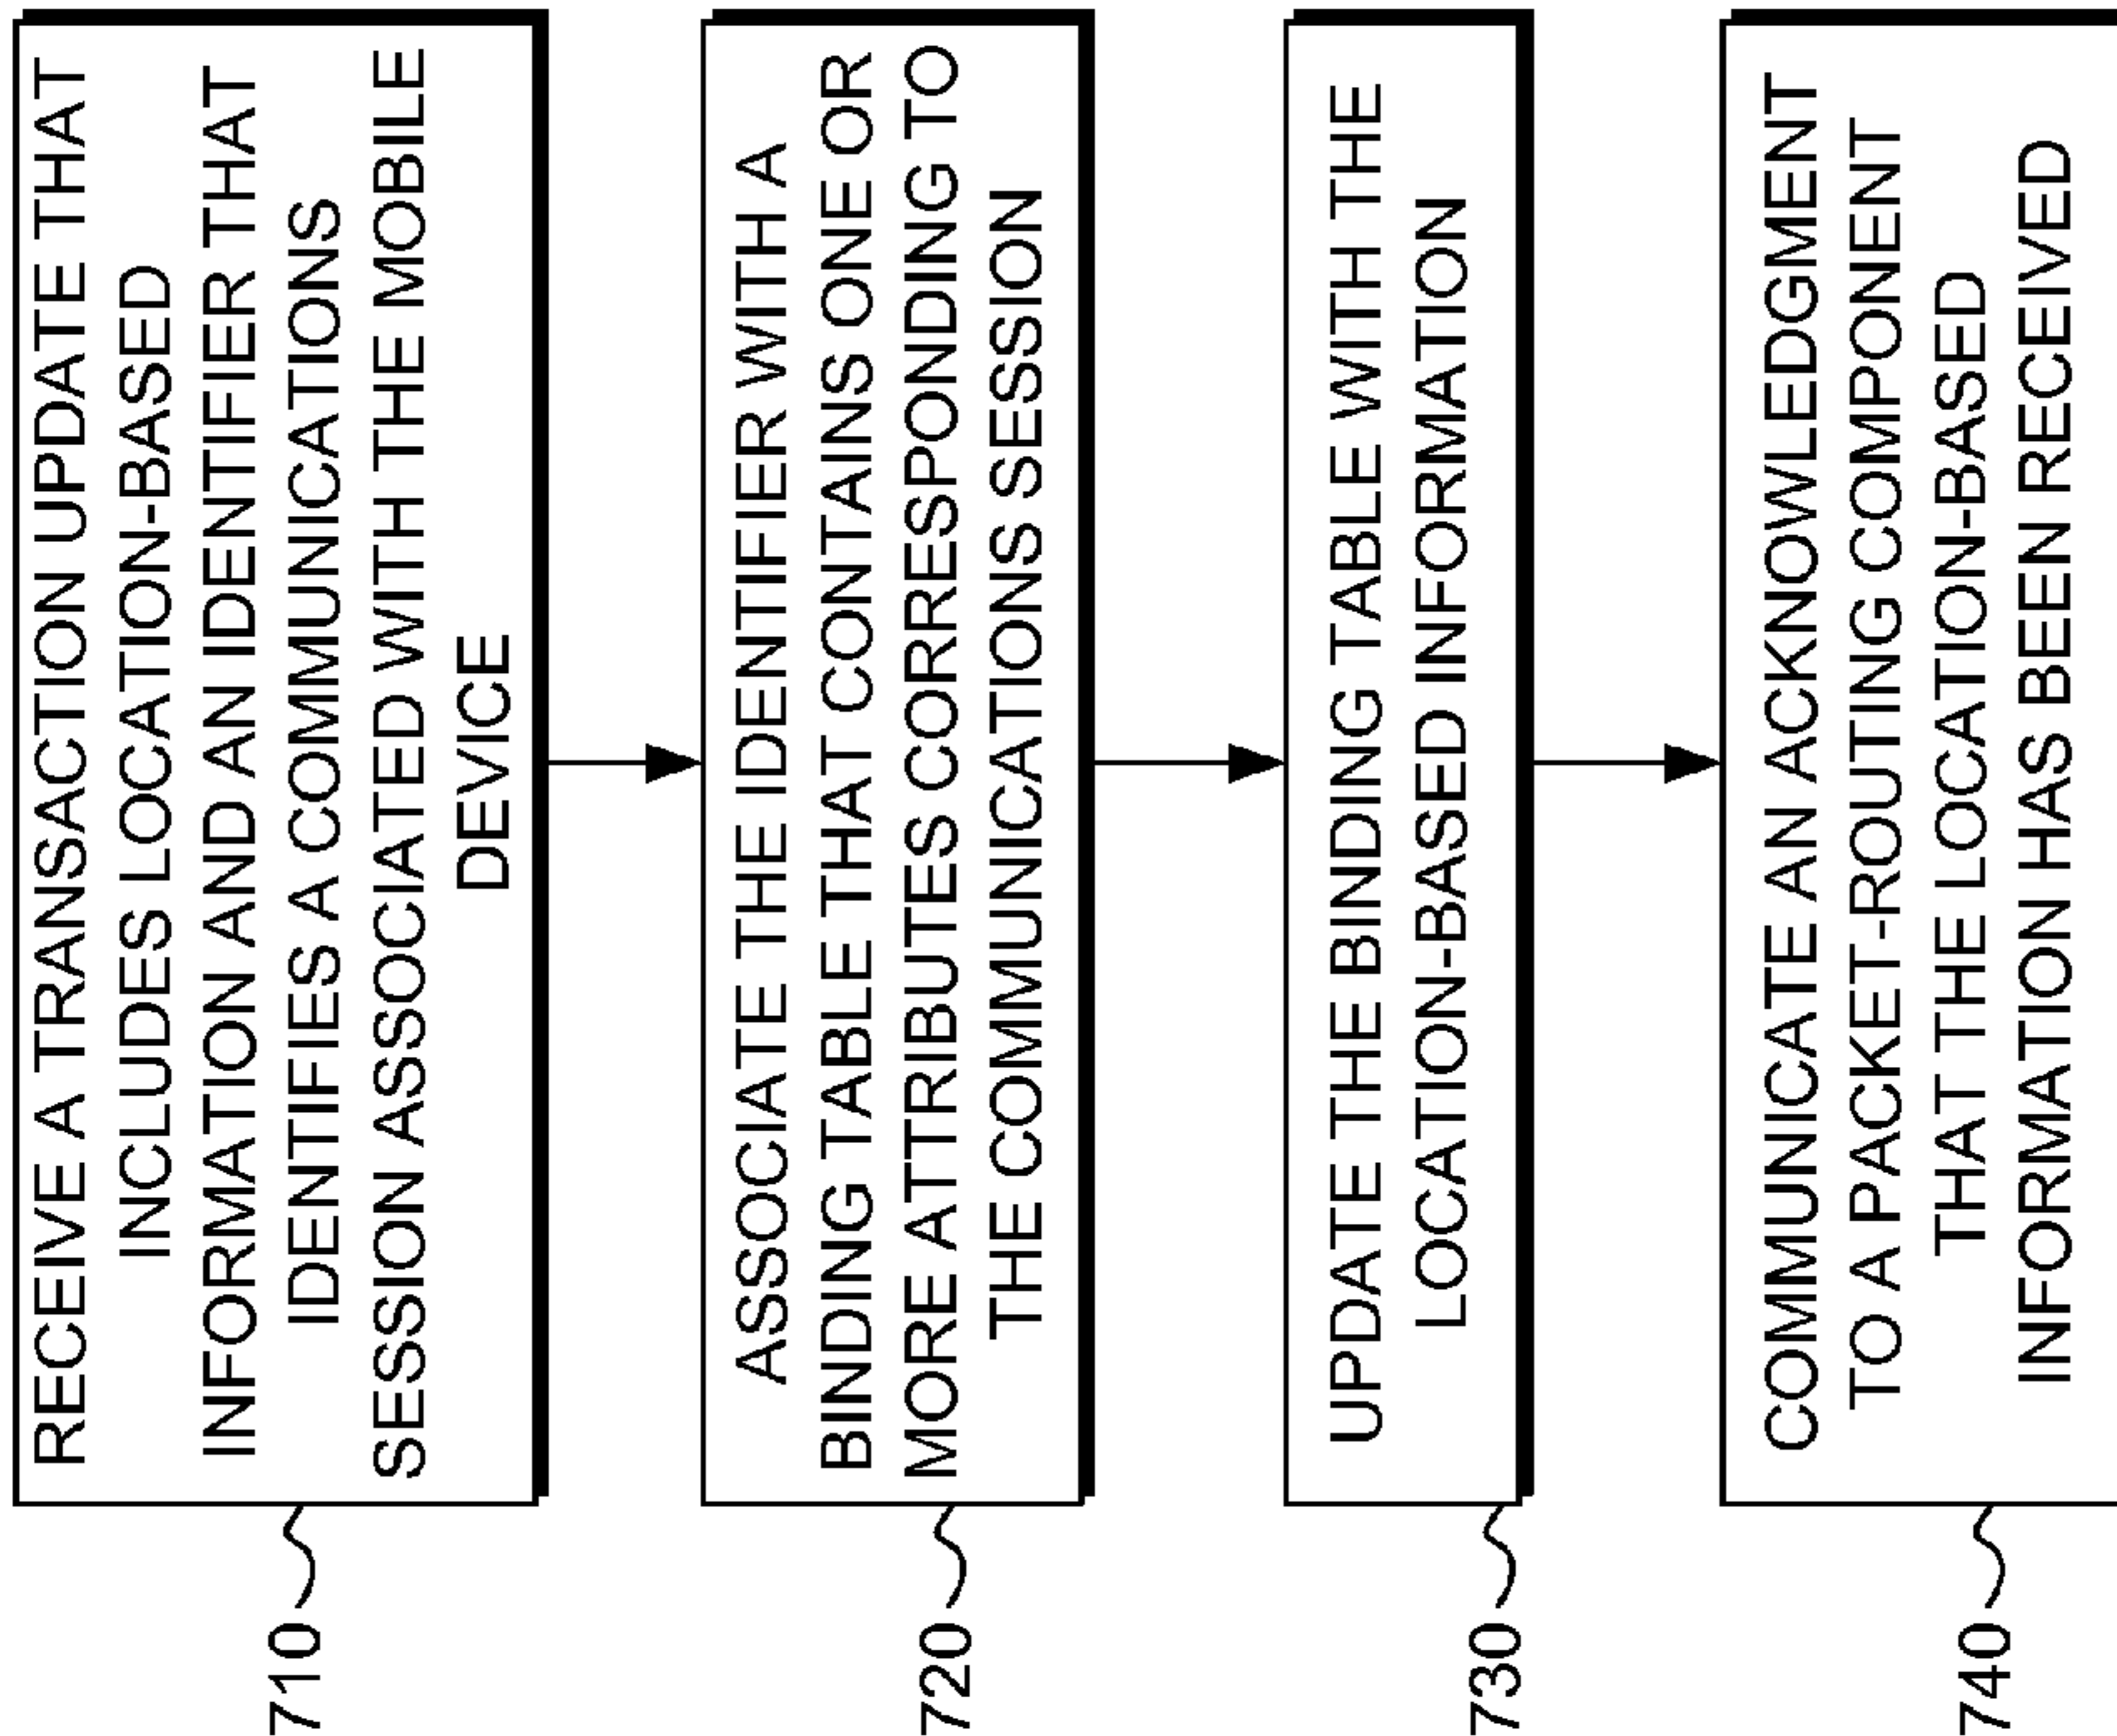 RECEIVE A TRANSACTION UPDATE THAT
INCLUDES LOCATION-BASED
INFORMATION AND AN IDENTIFIER THAT
IDENTIFIES A COMMUNICATIONS
SESSION ASSOCIATED WITH THE MOBILE
DEVICE
710
ASSOCIATE THE IDENTIFIER WITH A
BINDING TABLE THAT CONTAINS ONE OR
MORE ATTRIBUTES CORRESPONDING TO
THE COMMUNICATIONS SESSION
720
UPDATE THE BINDING TABLE WITH THE
LOCATION-BASED INFORMATION
730
COMMUNICATE AN ACKNOWLEDGMENT
TO A PACKET-ROUTING COMPONENT
THAT THE LOCATION-BASED
INFORMATION HAS BEEN RECEIVED
740